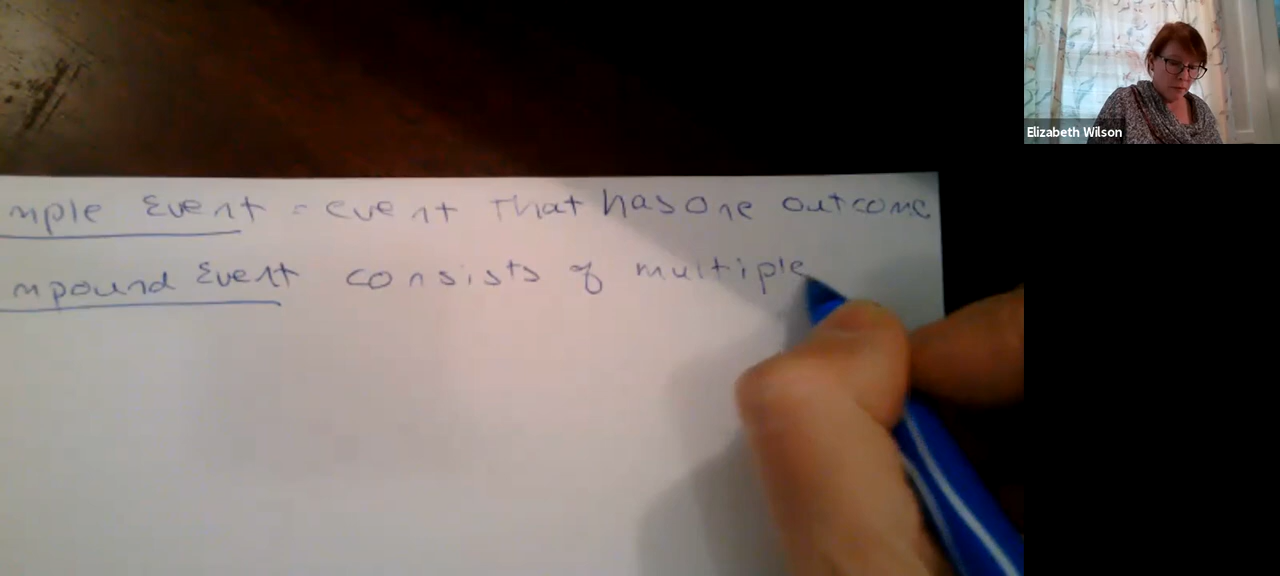 mple Event = event that has one outcome
mpound Event consists of multiple
Elizabeth Wilson